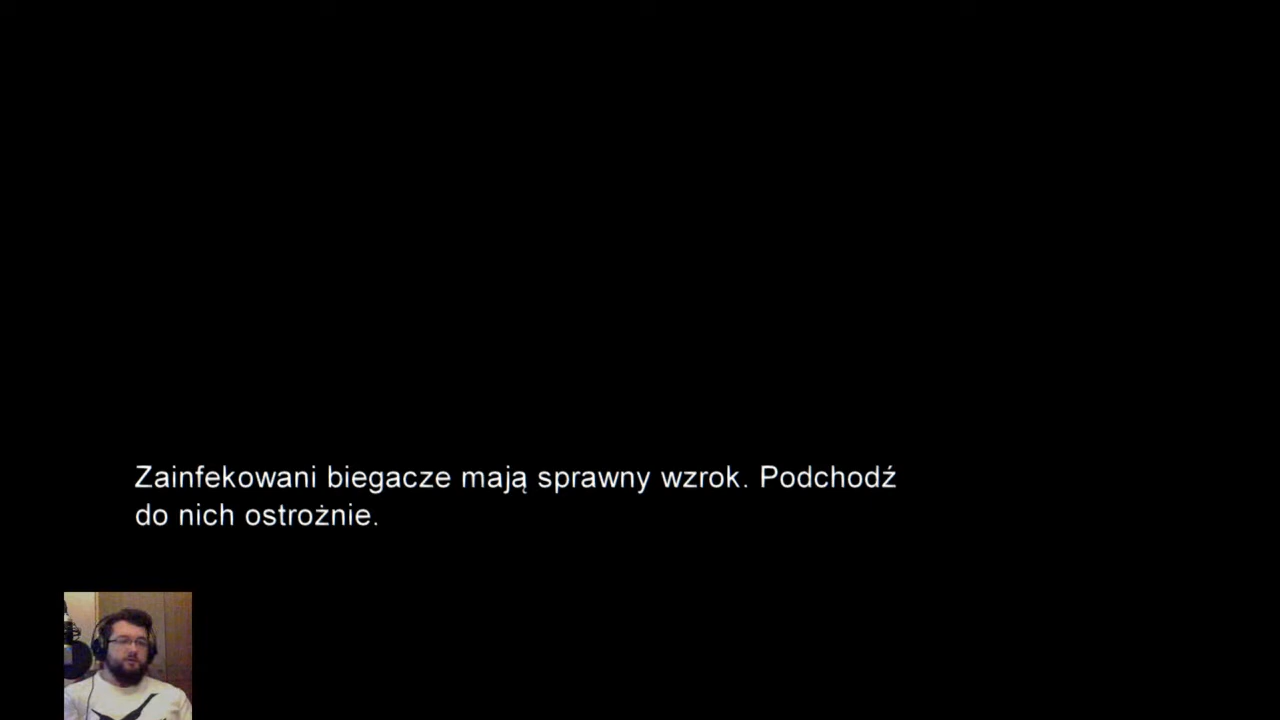 Zainfekowani biegacze mają sprawny wzrok. Podchodź
do nich ostrożnie.